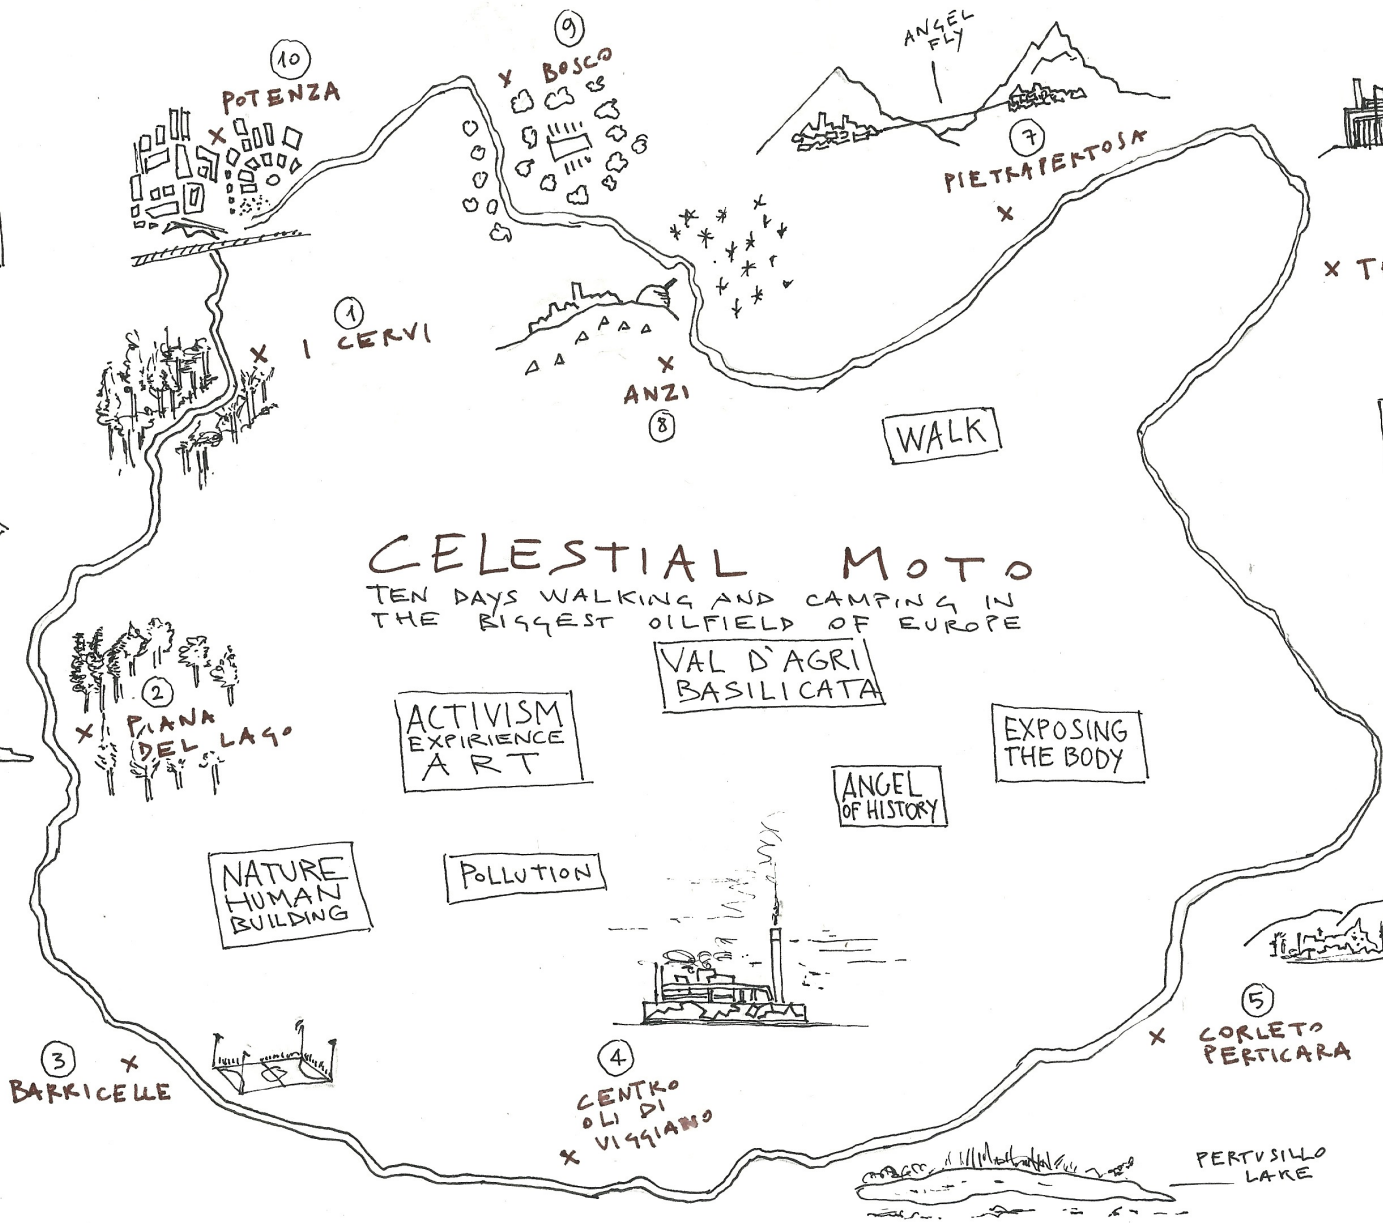 9
BOSCO
10
POTENZA
ANGEL
FLY
7
PIETRAPERTOSA
1
I CERVI
ANZI
8
WALK
CELESTIAL MOTO
TEN DAYS WALKING AND CAMPING IN
THE BIGGEST OILFIELD OF EUROPE
VAL D'AGRI
BASILICATA
2
PIANA
DEL LAGO
ACTIVISM
EXPIRIENCE
ART
EXPOSING
THE BODY
ANGEL
OF HISTORY
NATURE
HUMAN
BUILDING
POLLUTION
3
BARRICELLE
4
CENTRO
OLI DI
VIGGIANO
5
CORLETO
PERTICARA
PERTUSILLO
LAKE